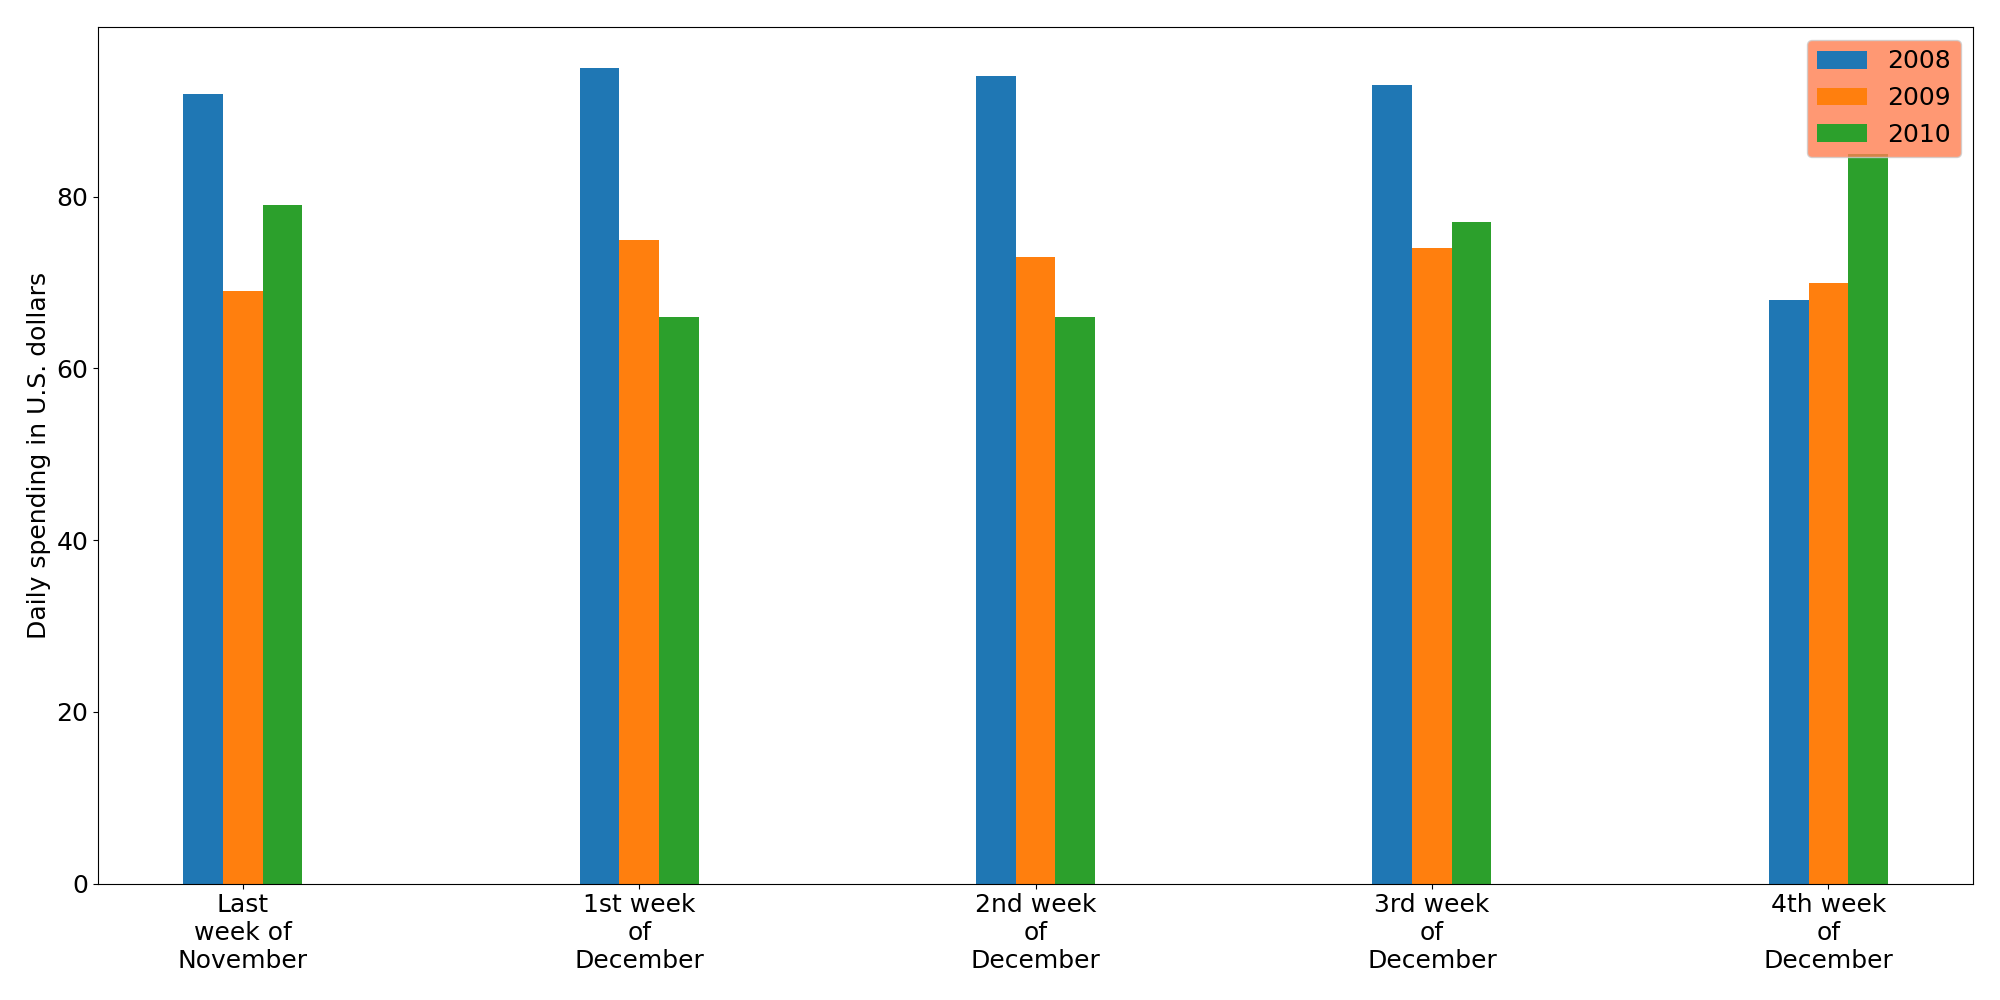 2008
2009
2010
Daily spending in U.S. dollars
80
60
40
20
0
Last
week of
November
1st week
of
December
2nd week
of
December
3rd week
of
December
4th week
of
December